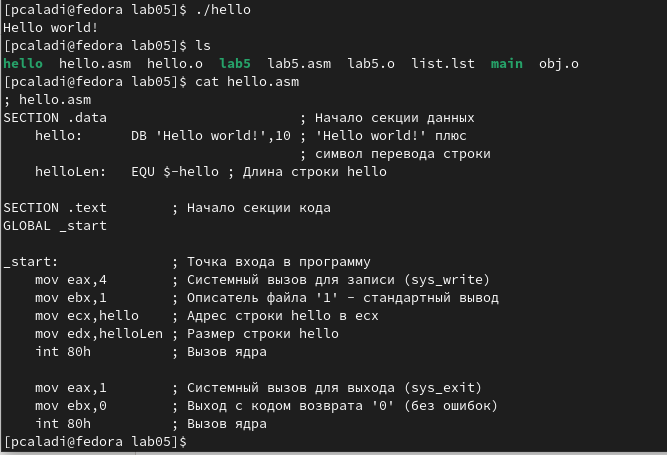 [pcaladi@fedora lab05]$ ./hello
Hello world!
[pcaladi@fedora lab05]$ ls
hello  hello.asm  hello.o  lab5  lab5.asm  lab5.o  list.lst  main  obj.o
[pcaladi@fedora lab05]$ cat hello.asm
; hello.asm
SECTION .data                        ; Начало секции данных
    hello:      DB 'Hello world!',10 ; 'Hello world!' плюс
                                     ; символ перевода строки
    helloLen:   EQU $-hello ; Длина строки hello
SECTION .text        ; Начало секции кода
GLOBAL _start
_start:              ; Точка входа в программу
    mov eax,4        ; Системный вызов для записи (sys_write)
    mov ebx,1        ; Описатель файла '1' - стандартный вывод
    mov ecx,hello    ; Адрес строки hello в ecx
    mov edx,helloLen ; Размер строки hello
    int 80h          ; Вызов ядра
    mov eax,1        ; Системный вызов для выхода (sys_exit)
    mov ebx,0        ; Выход с кодом возврата '0' (без ошибок)
    int 80h          ; Вызов ядра
[pcaladi@fedora lab05]$